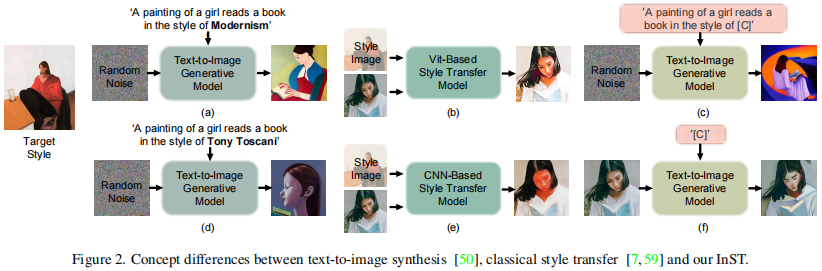 'A painting of a girl reads a book
in the style of Modernism'
Random
Noise
Text-to-Image
Generative
Model
(a)
Style
Image
Vit-Based
Style Transfer
Model
(b)
'A painting of a girl reads a
book in the style of [C]'
Random
Noise
Text-to-Image
Generative
Model
(c)
Target
Style
'A painting of a girl reads a book
in the style of Tony Toscani'
Random
Noise
Text-to-Image
Generative
Model
(d)
Style
Image
CNN-Based
Style Transfer
Model
(e)
'[C]'
Text-to-Image
Generative
Model
(f)
Figure 2. Concept differences between text-to-image synthesis [50], classical style transfer [7, 59] and our InST.